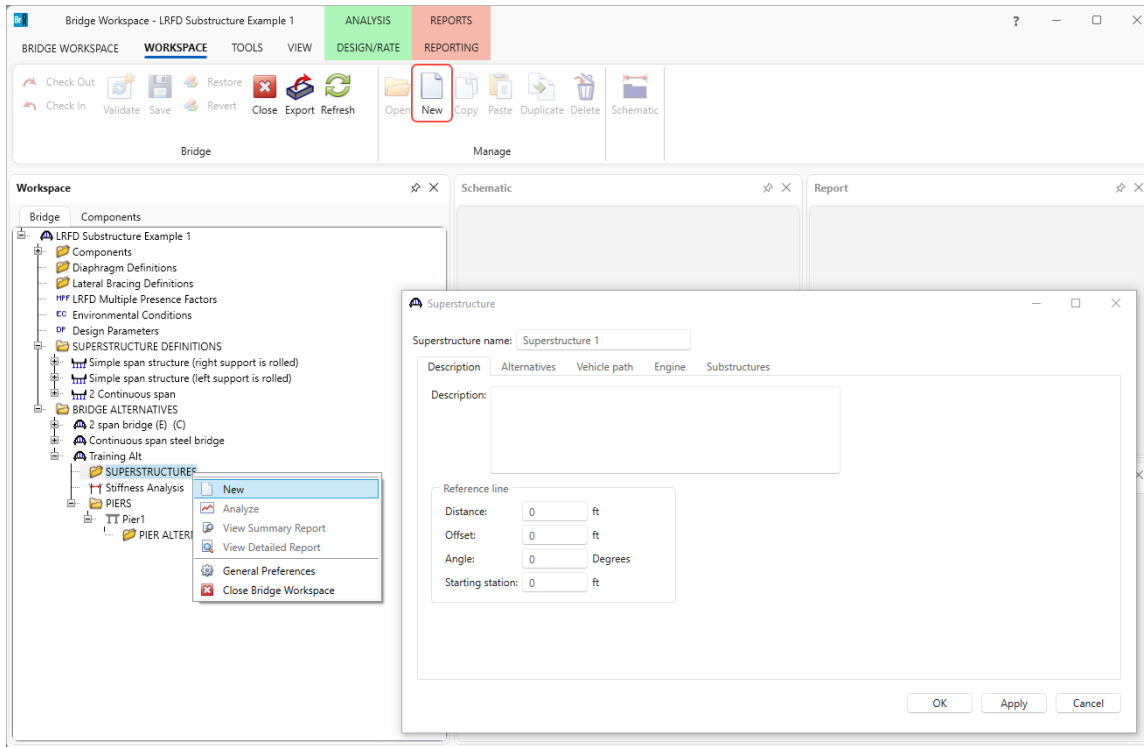 Br Bridge Workspace - LRFD Substructure Example 1 ANALYSIS REPORTS ?
BRIDGE WORKSPACE WORKSPACE TOOLS VIEW DESIGN/RATE REPORTING
Check Out
Check In
Validate
Save
Restore
Revert
Close
Export
Refresh
Bridge
Open
New
Copy
Paste
Duplicate
Delete
Schematic
Manage
Workspace
Bridge Components
LRFD Substructure Example 1
Components
Diaphragm Definitions
Lateral Bracing Definitions
MPF LRFD Multiple Presence Factors
EC Environmental Conditions
DP Design Parameters
SUPERSTRUCTURE DEFINITIONS
Simple span structure (right support is rolled)
Simple span structure (left support is rolled)
2 Continuous span
BRIDGE ALTERNATIVES
2 span bridge (E) (C)
Continuous span steel bridge
Training Alt
SUPERSTRUCTURES
Stiffness Analysis
PIERS
Pier1
PIER ALTER
New
Analyze
View Summary Report
View Detailed Report
General Preferences
Close Bridge Workspace
Schematic
Report
Superstructure
Superstructure name: Superstructure 1
Description Alternatives Vehicle path Engine Substructures
Description:
Reference line
Distance: 0 ft
Offset: 0 ft
Angle: 0 Degrees
Starting station: 0 ft
OK Apply Cancel